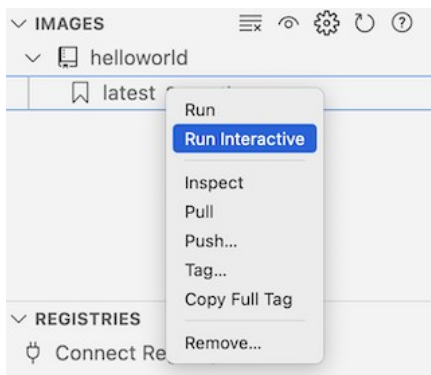 IMAGES
helloworld
latest
Run
Run Interactive
Inspect
Pull
Push...
Tag...
Copy Full Tag
Remove...
REGISTRIES
Connect Re